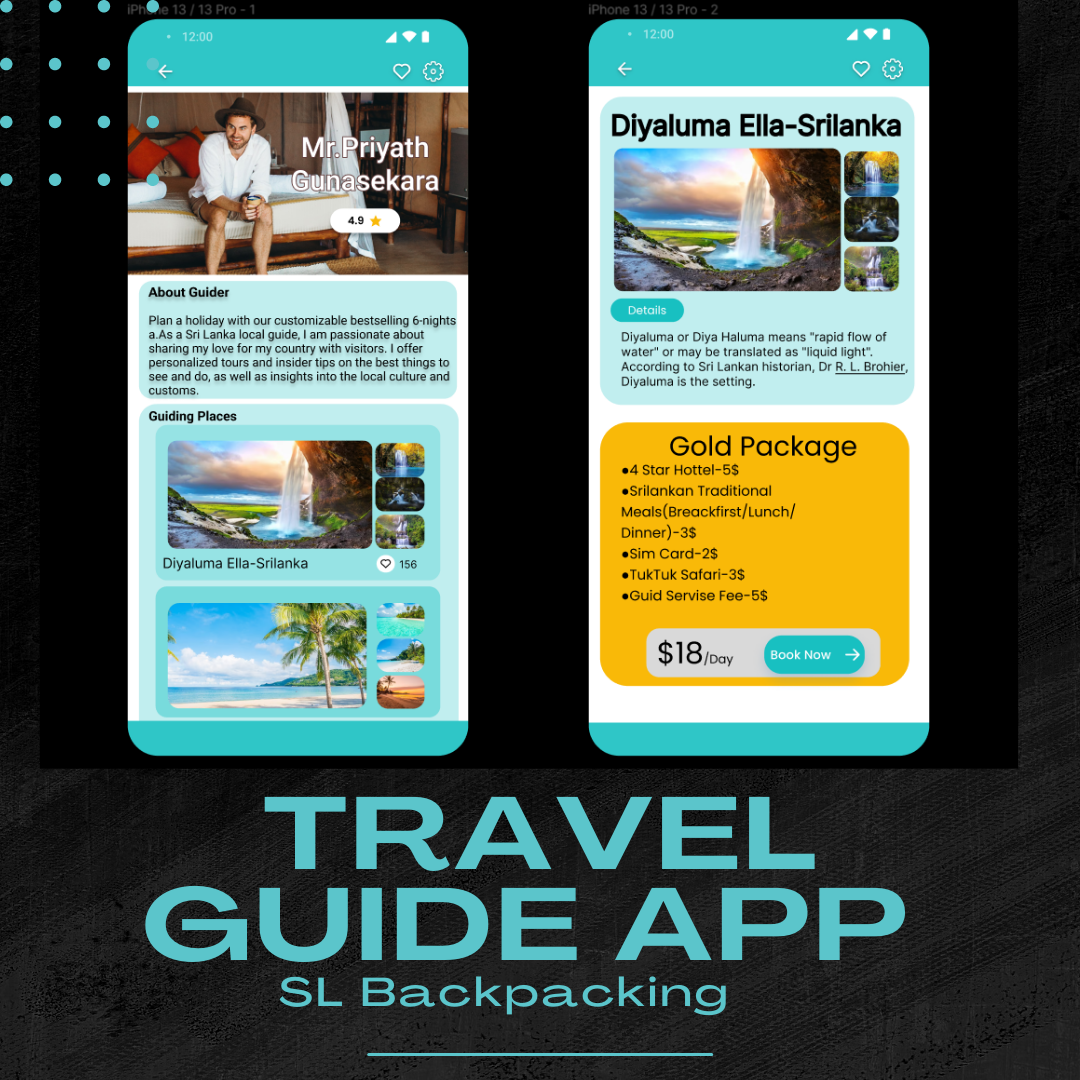 iPhone 13 / 13 Pro - 1
12:00
Mr.Priyath
Gunasekara
4.9
About Guider
Plan a holiday with our customizable bestselling 6-nights
a.As a Sri Lanka local guide, I am passionate about
sharing my love for my country with visitors. I offer
personalized tours and insider tips on the best things to
see and do, as well as insights into the local culture and
customs.
Guiding Places
Diyaluma Ella-Srilanka
156
iPhone 13 / 13 Pro - 2
12:00
Diyaluma Ella-Srilanka
Details
Diyaluma or Diya Haluma means "rapid flow of
water" or may be translated as "liquid light".
According to Sri Lankan historian, Dr R. L. Brohier,
Diyaluma is the setting.
Gold Package
●4 Star Hottel-5$
●Srilankan Traditional
Meals(Breackfirst/Lunch/
Dinner)-3$
●Sim Card-2$
●TukTuk Safari-3$
●Guid Servise Fee-5$
$18/Day
Book Now
TRAVEL
GUIDE APP
SL Backpacking